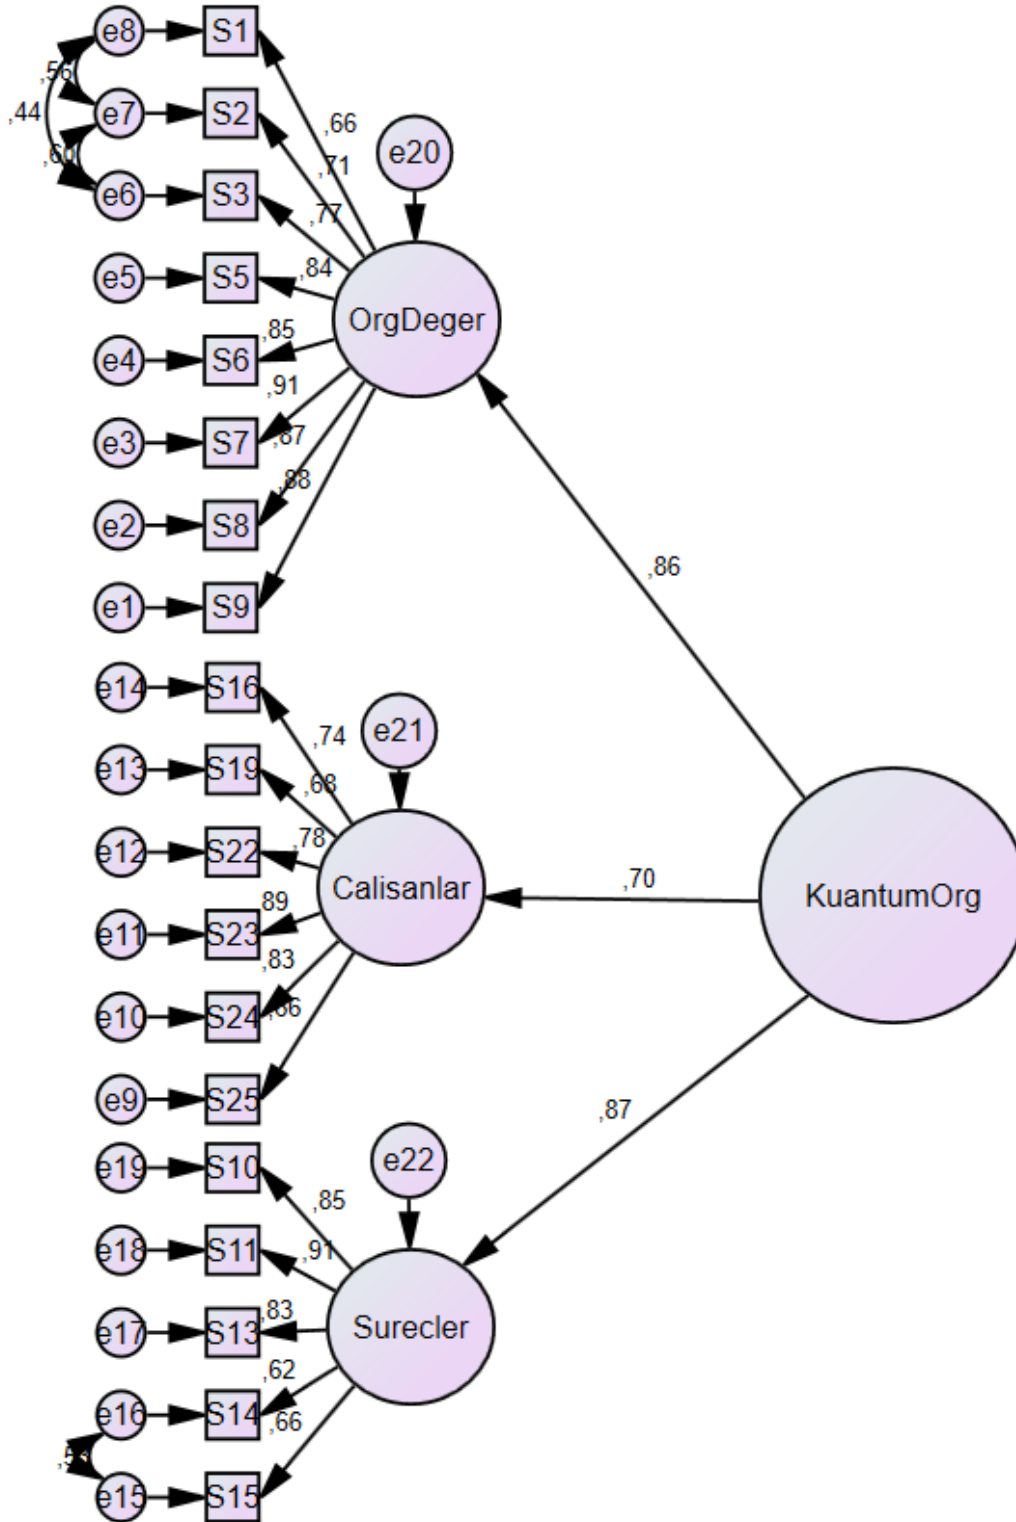 e8
S1
,56
,44
e7
S2
,66
,71
e20
,60
e6
S3
,77
e5
S5
,84
OrgDeger
e4
S6
,85
,91
e3
S7
,87
e2
S8
,88
,86
e1
S9
e14
S16
,74
e21
e13
S19
,68
e12
S22
,78
Calisanlar
,70
KuantumOrg
e11
S23
89
,83
e10
S24
,66
e9
S25
,87
e19
S10
,85
e22
e18
S11
,91
e17
S13
,83
Surecler
,62
e16
S14
,66
e15
S15